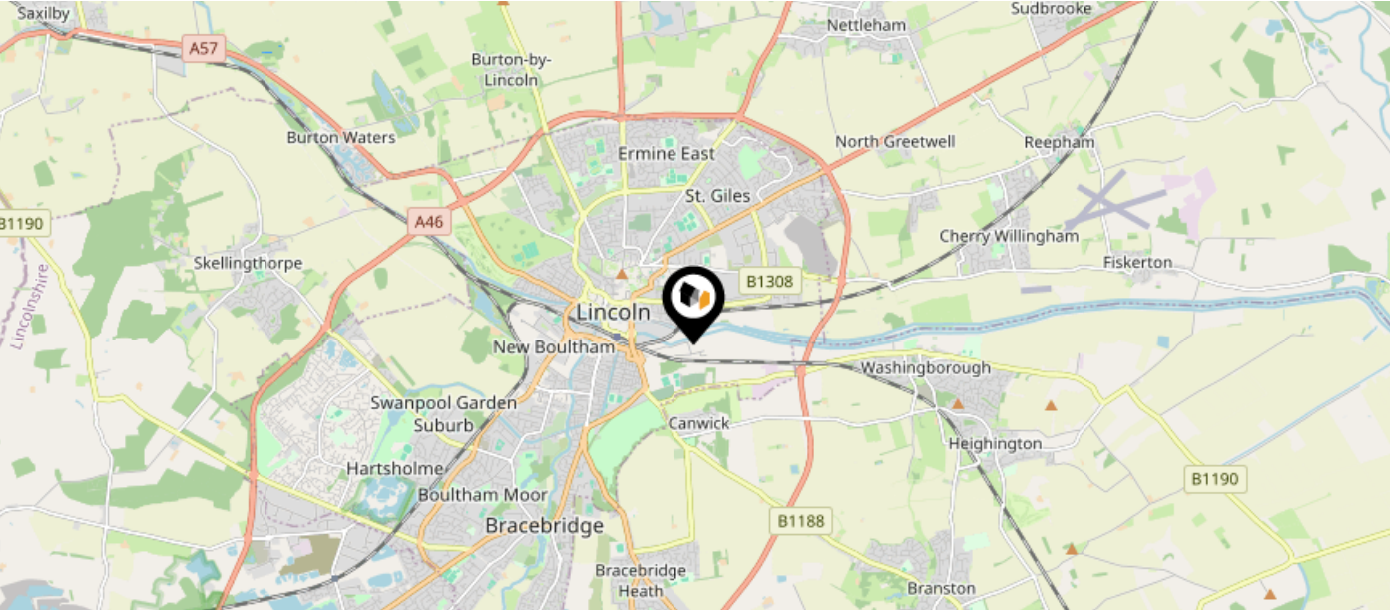 Saxilby
Sudbrooke
Nettleham
A57
Burton-by-
Lincoln
Burton Waters
North Greetwell
Reepham
Ermine East
St. Giles
B1190
A46
Cherry Willingham
Skellingthorpe
Fiskerton
B1308
Lincolnshire
Lincoln
New Boultham
Washingborough
Swanpool Garden
Suburb
Canwick
Heighington
Hartsholme
B1190
Boultham Moor
B1188
Bracebridge
Bracebridge
Heath
Branston